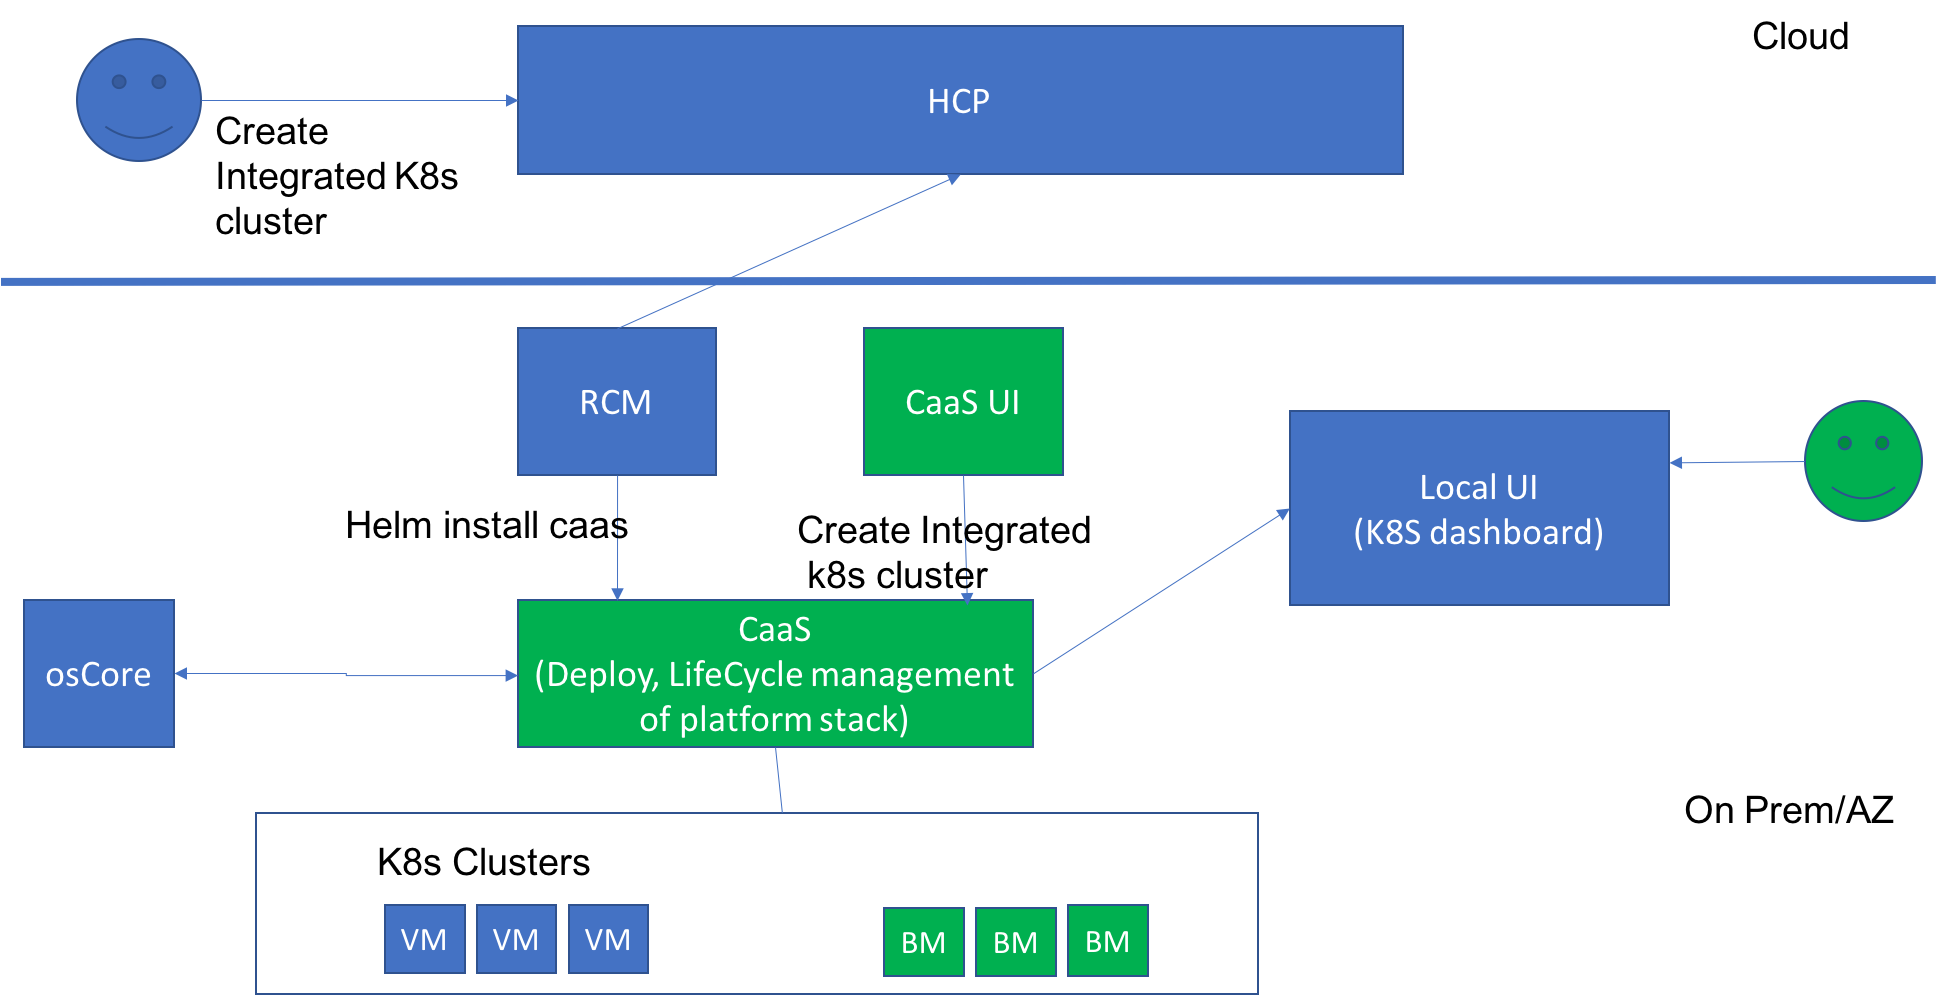 Cloud
HCP
Create
Integrated K8s
cluster
RCM
CaaS UI
Local UI
(K8S dashboard)
Helm install caas
Create Integrated
k8s cluster
osCore
CaaS
(Deploy, LifeCycle management
of platform stack)
On Prem/AZ
K8s Clusters
VM
VM
VM
BM
BM
BM